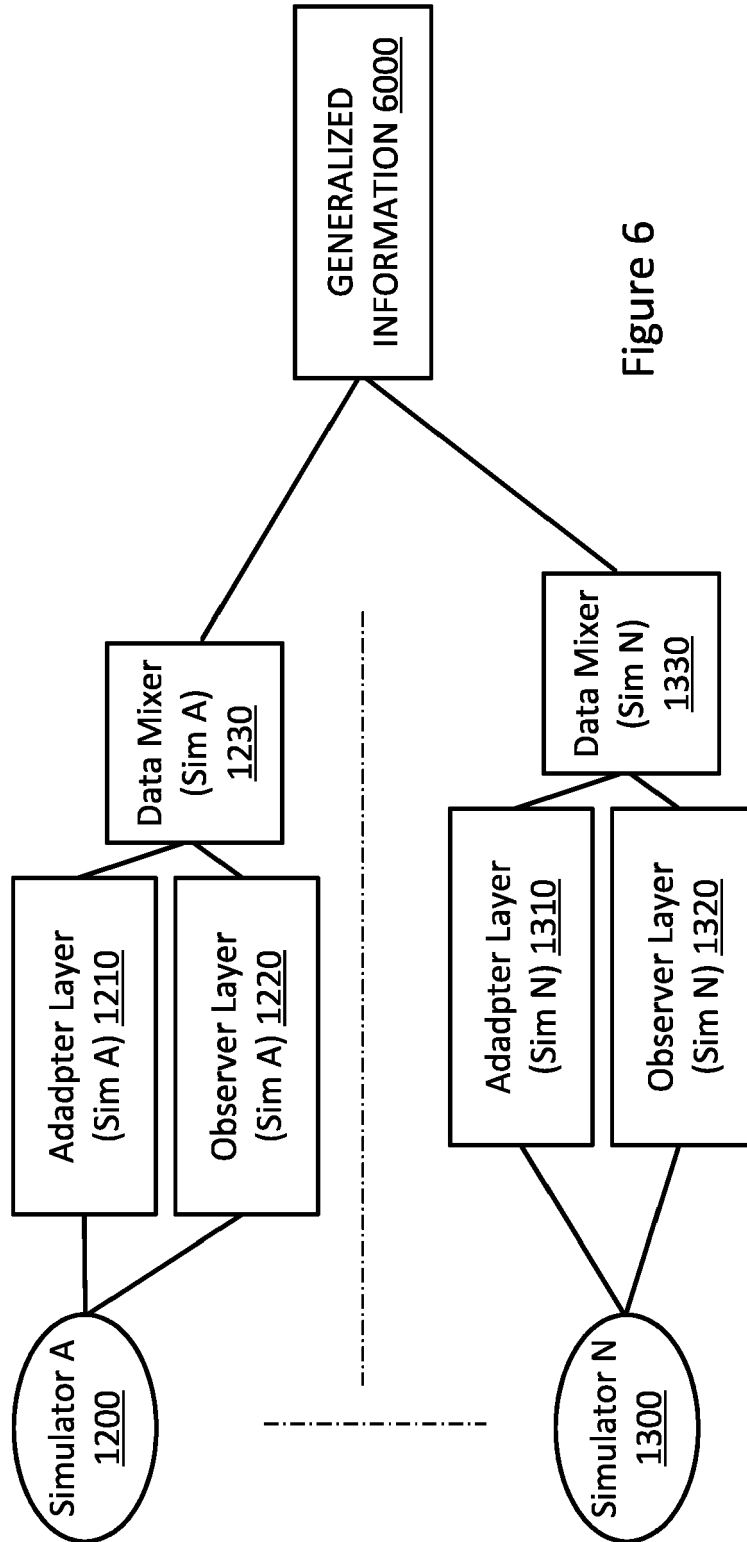 Simulator A
1200
Adadpter Layer
(Sim A) 1210
Observer Layer
(Sim A) 1220
Data Mixer
(Sim A)
1230
Simulator N
1300
Adadpter Layer
(Sim N) 1310
Observer Layer
(Sim N) 1320
Data Mixer
(Sim N)
1330
GENERALIZED
INFORMATION 6000
Figure 6